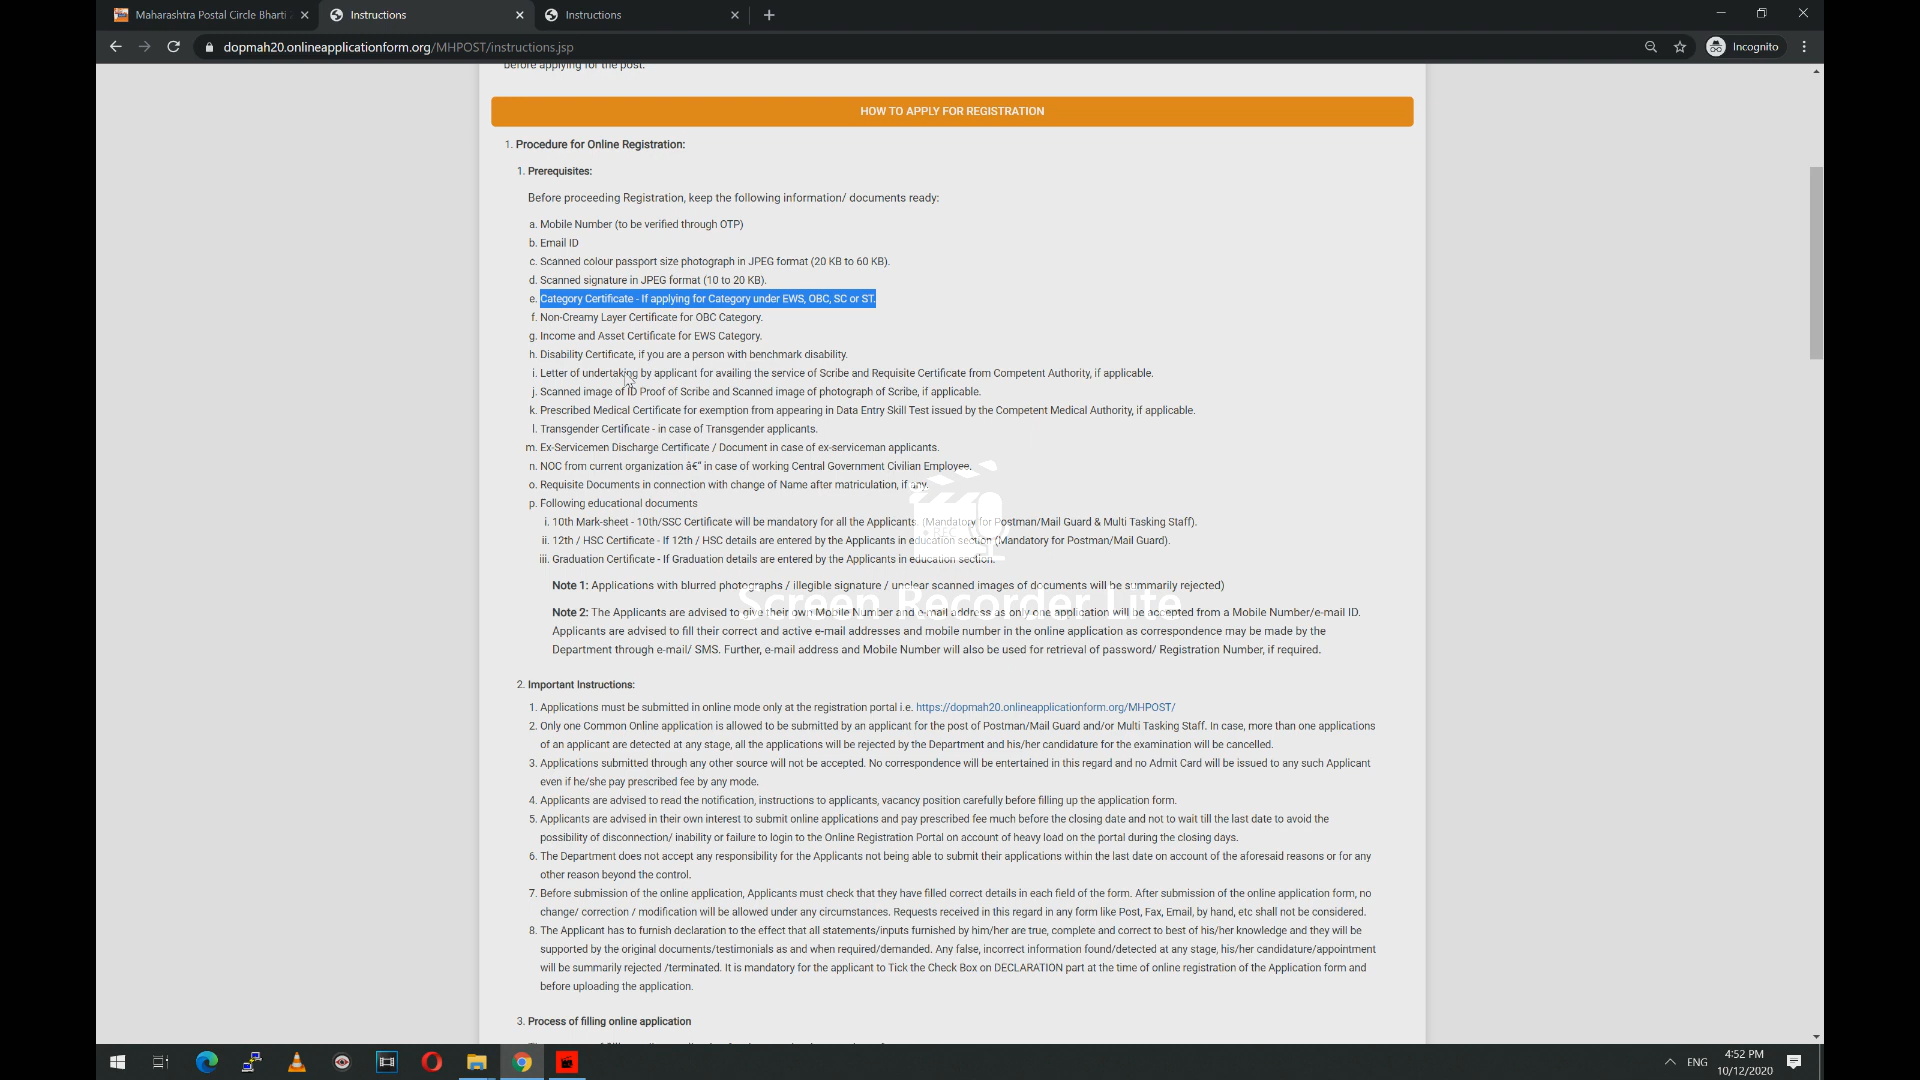 Maharashtra Postal Circle Bharti
Instructions
Instructions
dopmah20.onlineapplicationform.org/MHPOST/instructions.jsp
Incognito
before applying for the post.
HOW TO APPLY FOR REGISTRATION
1. Procedure for Online Registration:
1. Prerequisites:
Before proceeding Registration, keep the following information/ documents ready:
a. Mobile Number (to be verified through OTP)
b. Email ID
c. Scanned colour passport size photograph in JPEG format (20 KB to 60 KB).
d. Scanned signature in JPEG format (10 to 20 KB).
e. Category Certificate - If applying for Category under EWS, OBC, SC or ST.
f. Non-Creamy Layer Certificate for OBC Category.
g. Income and Asset Certificate for EWS Category.
h. Disability Certificate, if you are a person with benchmark disability.
i. Letter of undertaking by applicant for availing the service of Scribe and Requisite Certificate from Competent Authority, if applicable.
j. Scanned image of ID Proof of Scribe and Scanned image of photograph of Scribe, if applicable.
k. Prescribed Medical Certificate for exemption from appearing in Data Entry Skill Test issued by the Competent Medical Authority, if applicable.
l. Transgender Certificate - in case of Transgender applicants.
m. Ex-Servicemen Discharge Certificate / Document in case of ex-serviceman applicants.
n. NOC from current organization â€“ in case of working Central Government Civilian Employee.
o. Requisite Documents in connection with change of Name after matriculation, if any.
p. Following educational documents
i. 10th Mark-sheet - 10th/SSC Certificate will be mandatory for all the Applicants. (Mandatory for Postman/Mail Guard & Multi Tasking Staff).
ii. 12th / HSC Certificate - If 12th / HSC details are entered by the Applicants in education section (Mandatory for Postman/Mail Guard).
iii. Graduation Certificate - If Graduation details are entered by the Applicants in education section.
REC
Note 1: Applications with blurred photographs / illegible signature / unclear scanned images of documents will be summarily rejected)
Screen Recorder Lite
Note 2: The Applicants are advised to give their own Mobile Number and e-mail address as only one application will be accepted from a Mobile Number/e-mail ID.
Applicants are advised to fill their correct and active e-mail addresses and mobile number in the online application as correspondence may be made by the
Department through e-mail/ SMS. Further, e-mail address and Mobile Number will also be used for retrieval of password/ Registration Number, if required.
2. Important Instructions:
1. Applications must be submitted in online mode only at the registration portal i.e. https://dopmah20.onlineapplicationform.org/MHPOST/
2. Only one Common Online application is allowed to be submitted by an applicant for the post of Postman/Mail Guard and/or Multi Tasking Staff. In case, more than one applications
of an applicant are detected at any stage, all the applications will be rejected by the Department and his/her candidature for the examination will be cancelled.
3. Applications submitted through any other source will not be accepted. No correspondence will be entertained in this regard and no Admit Card will be issued to any such Applicant
even if he/she pay prescribed fee by any mode.
4. Applicants are advised to read the notification, instructions to applicants, vacancy position carefully before filling up the application form.
5. Applicants are advised in their own interest to submit online applications and pay prescribed fee much before the closing date and not to wait till the last date to avoid the
possibility of disconnection/ inability or failure to login to the Online Registration Portal on account of heavy load on the portal during the closing days.
6. The Department does not accept any responsibility for the Applicants not being able to submit their applications within the last date on account of the aforesaid reasons or for any
other reason beyond the control.
7. Before submission of the online application, Applicants must check that they have filled correct details in each field of the form. After submission of the online application form, no
change/ correction / modification will be allowed under any circumstances. Requests received in this regard in any form like Post, Fax, Email, by hand, etc shall not be considered.
8. The Applicant has to furnish declaration to the effect that all statements/inputs furnished by him/her are true, complete and correct to best of his/her knowledge and they will be
supported by the original documents/testimonials as and when required/demanded. Any false, incorrect information found/detected at any stage, his/her candidature/appointment
will be summarily rejected /terminated. It is mandatory for the applicant to Tick the Check Box on DECLARATION part at the time of online registration of the Application form and
before uploading the application.
3. Process of filling online application
ENG
4:52 PM
10/12/2020